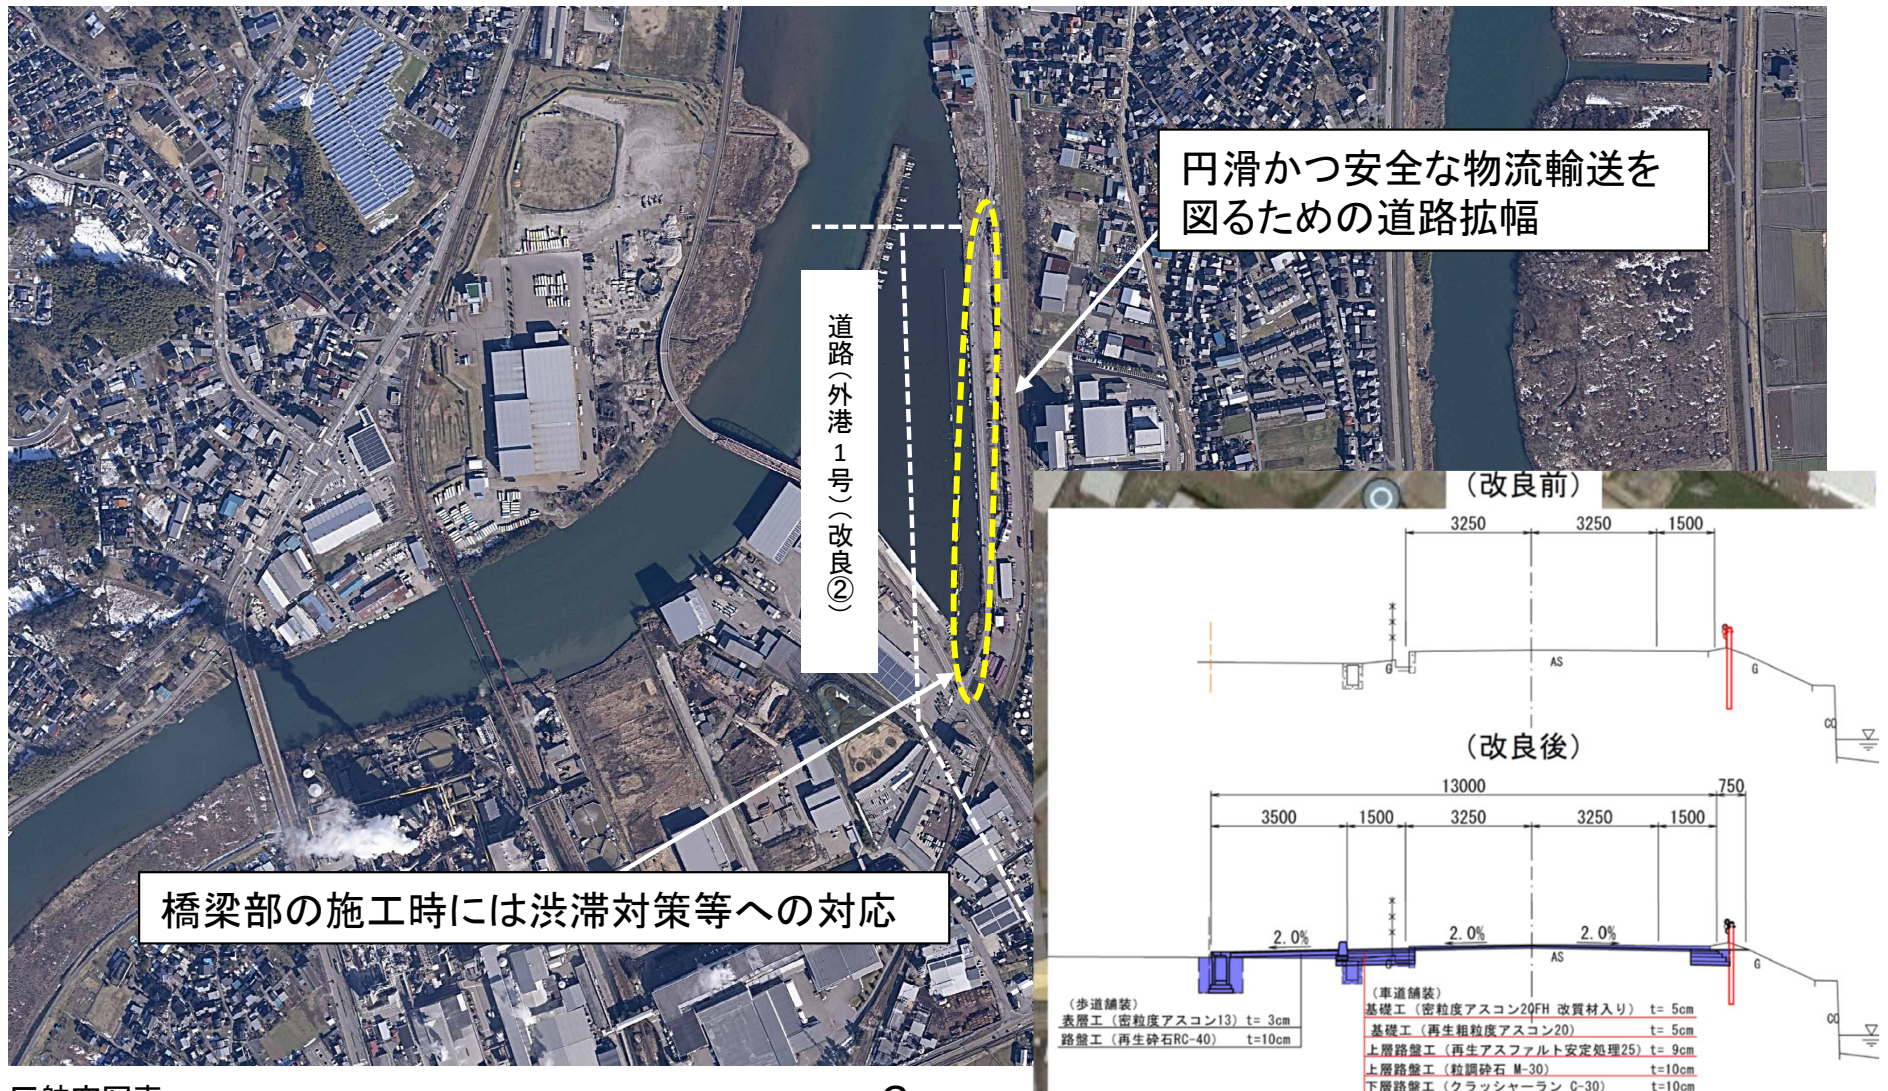 円滑かつ安全な物流輸送を
図るための道路拡幅
道路（外港１号）（改良②）
橋梁部の施工時には渋滞対策等への対応
（改良前）
3250 3250 1500
G AS G
CO
（改良後）
13000 750
3500 1500 3250 3250 1500
2.0% 2.0% 2.0%
G AS G
CO
（歩道舗装）
表層工（密粒度アスコン13） t= 3cm
路盤工（再生砕石RC-40） t=10cm
（車道舗装）
基礎工（密粒度アスコン20FH 改質材入り） t= 5cm
基礎工（再生粗粒度アスコン20） t= 5cm
上層路盤工（再生アスファルト安定処理25） t= 9cm
上層路盤工（粒調砕石 M-30） t=10cm
下層路盤工（クラッシャーラン C-30） t=10cm